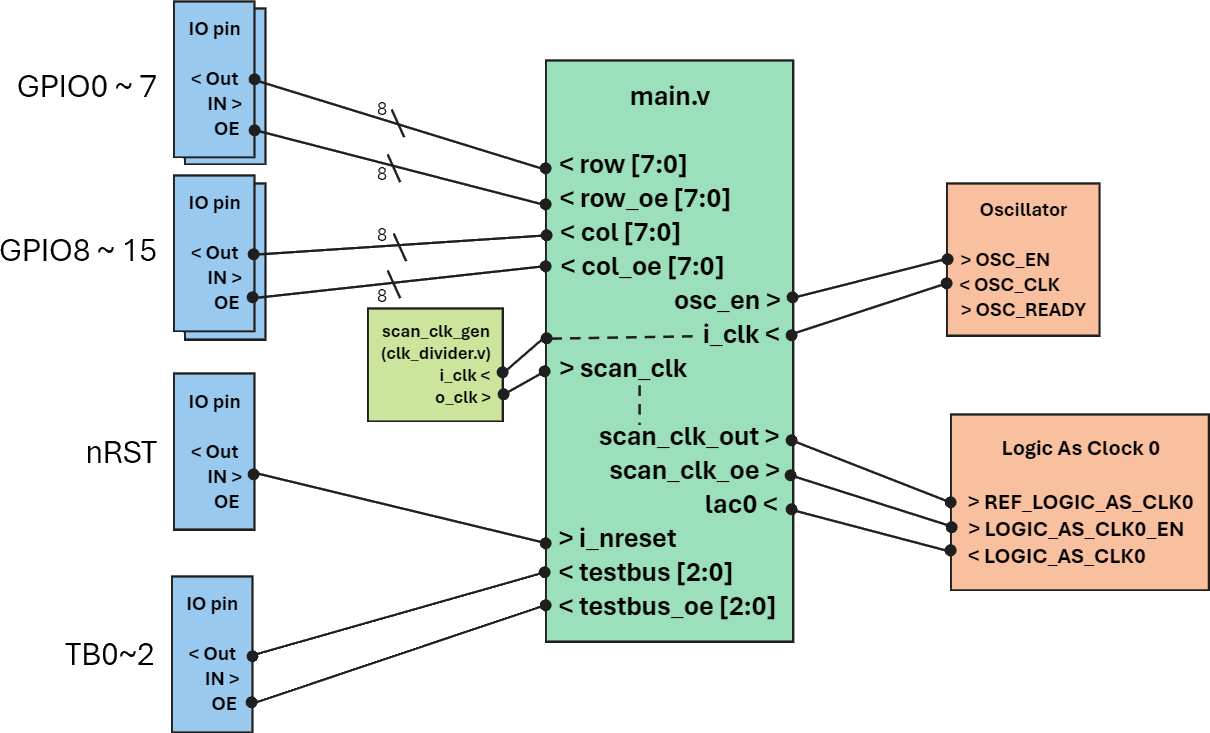 GPIO0 ~ 7
IO pin
< Out
IN >
OE
8
8
GPIO8 ~ 15
IO pin
< Out
IN >
OE
8
8
scan_clk_gen
(clk_divider.v)
i_clk <
o_clk >
nRST
IO pin
< Out
IN >
OE
TB0~2
IO pin
< Out
IN >
OE
main.v
< row [7:0]
< row_oe [7:0]
< col [7:0]
< col_oe [7:0]
osc_en >
i_clk <
> scan_clk
scan_clk_out >
scan_clk_oe >
lac0 <
> i_nreset
< testbus [2:0]
< testbus_oe [2:0]
Oscillator
> OSC_EN
< OSC_CLK
> OSC_READY
Logic As Clock 0
> REF_LOGIC_AS_CLK0
> LOGIC_AS_CLK0_EN
< LOGIC_AS_CLK0